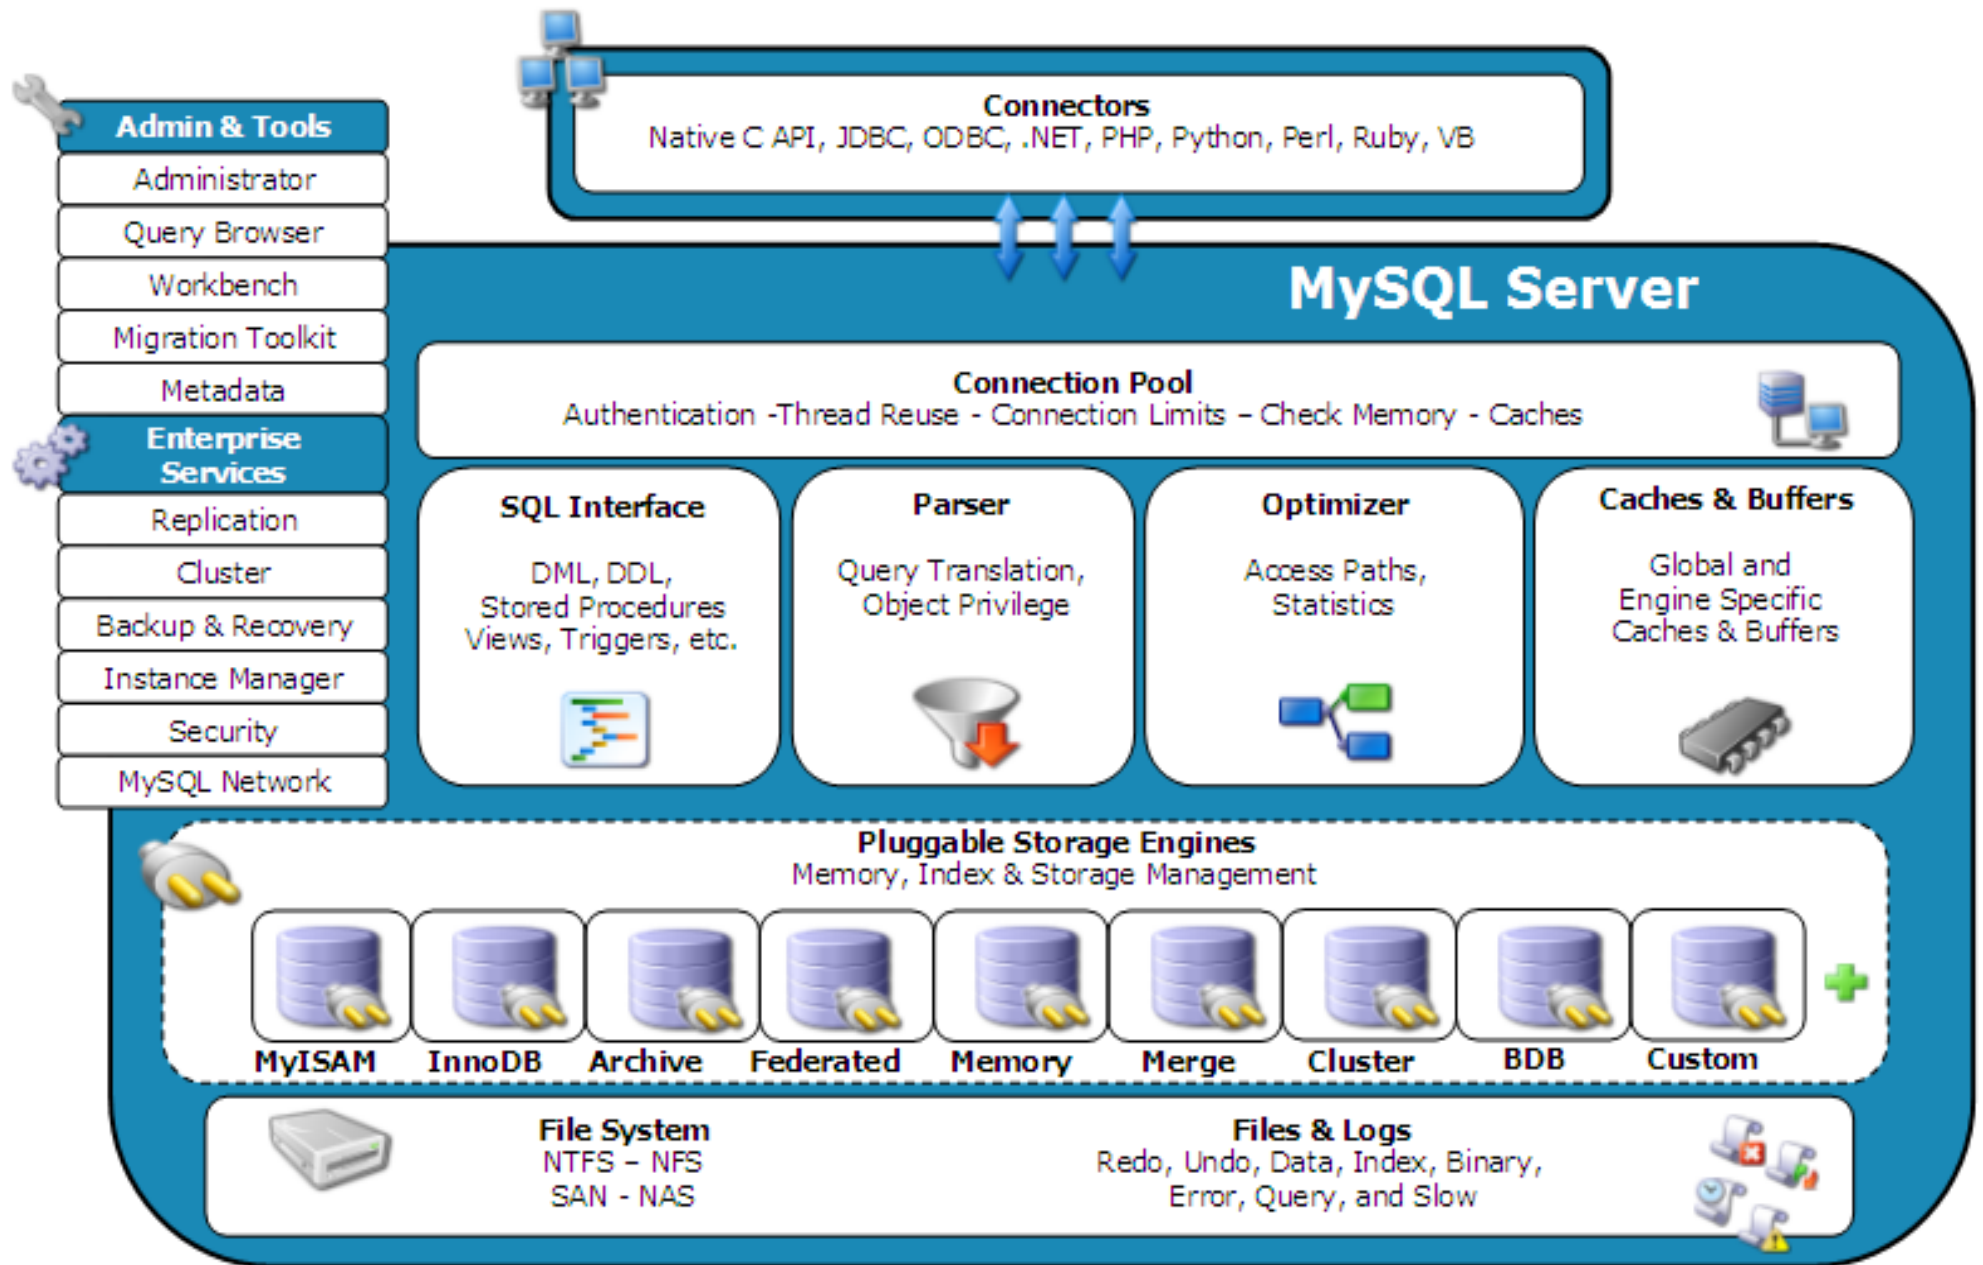 Connectors
Native C API, JDBC, ODBC, .NET, PHP, Python, Perl, Ruby, VB
Admin & Tools
Administrator
Query Browser
Workbench
Migration Toolkit
Metadata
Enterprise
Services
Replication
Cluster
Backup & Recovery
Instance Manager
Security
MySQL Network
MySQL Server
Connection Pool
Authentication -Thread Reuse - Connection Limits – Check Memory - Caches
SQL Interface
DML, DDL,
Stored Procedures
Views, Triggers, etc.
Parser
Query Translation,
Object Privilege
Optimizer
Access Paths,
Statistics
Caches & Buffers
Global and
Engine Specific
Caches & Buffers
Pluggable Storage Engines
Memory, Index & Storage Management
MyISAM
InnoDB
Archive
Federated
Memory
Merge
Cluster
BDB
Custom
File System
NTFS – NFS
SAN - NAS
Files & Logs
Redo, Undo, Data, Index, Binary,
Error, Query, and Slow